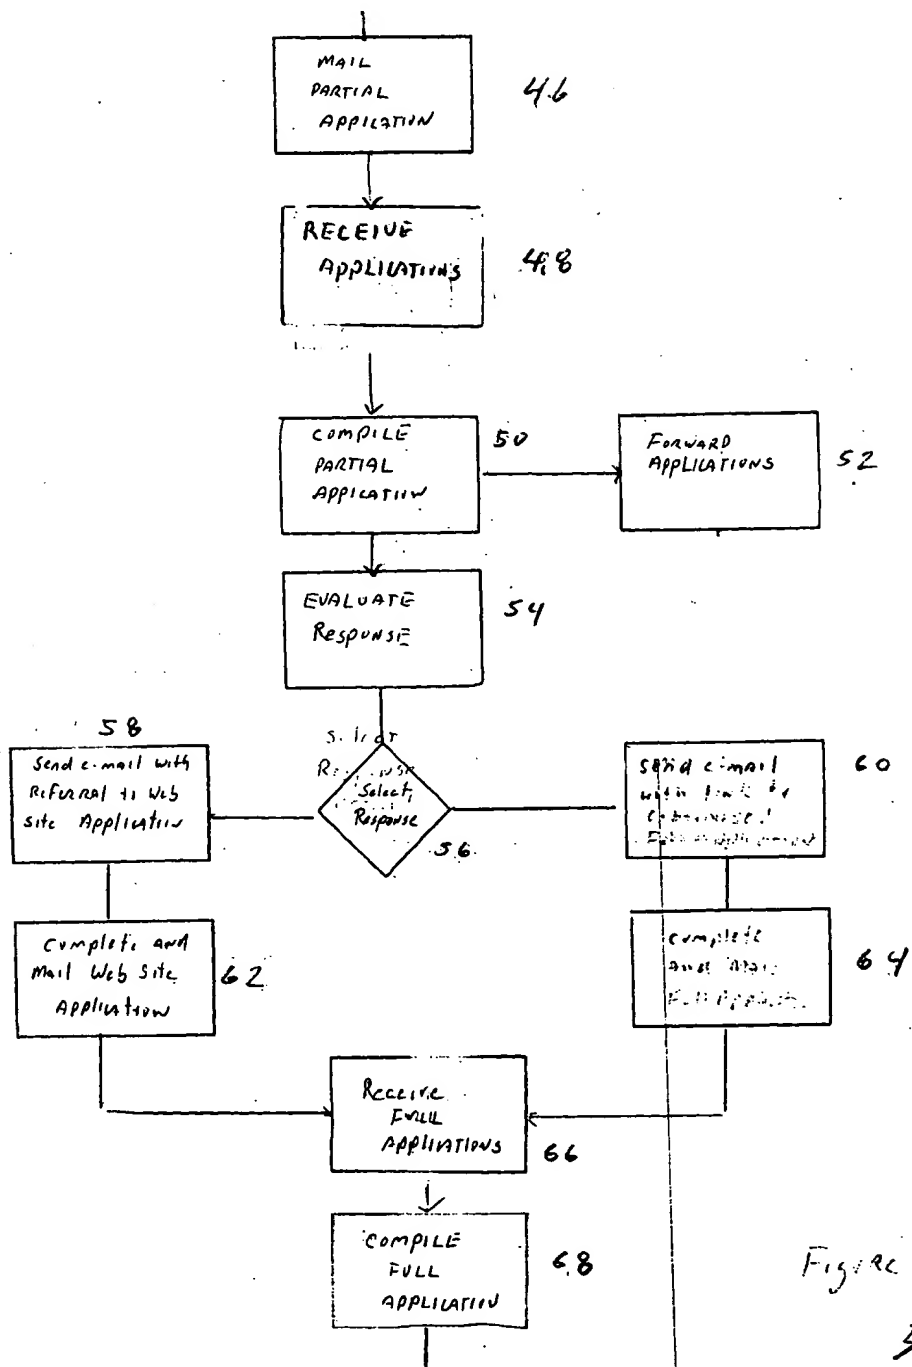 MAIL
PARTIAL
APPlICATION
46
RECEIVE
APPLICATIONS
48
COMPILE
PARTIAL
APPlICATION
50
FORWARD
APPLICATIONS
52
EVALUATE
RESPONSE
54
58
Send e-mail with
Referral to Web
Site Application
Select
Response
56
Send e-mail
with
60
Complete and
Mail Web Site
Application
62
Complete
and
64
Receive
Full
Applications
66
COMPILE
FULL
APPLICATION
68
Figure